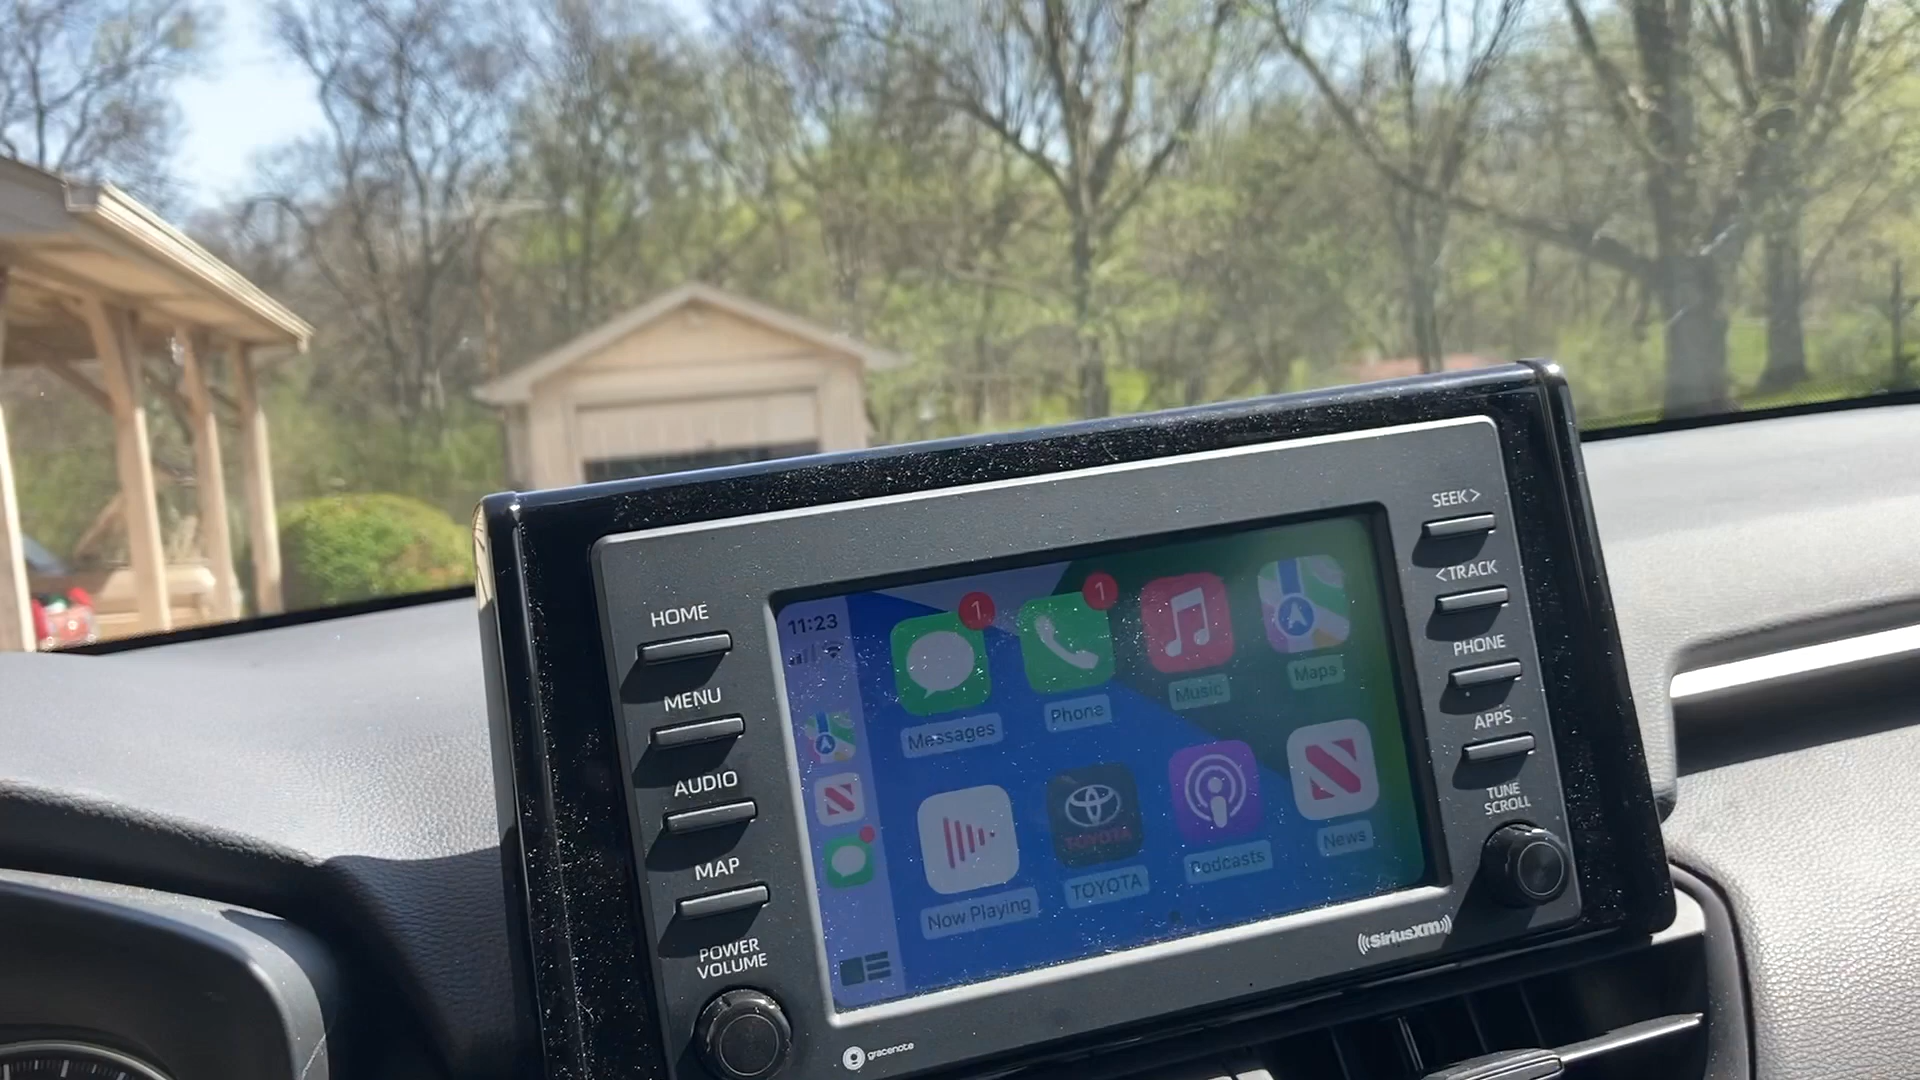 HOME
MENU
AUDIO
MAP
POWER
VOLUME
11:23
1
Messages
1
Phone
Music
Maps
Now Playing
TOYOTA
TOYOTA
Podcasts
News
SEEK>
<TRACK
PHONE
APPS
TUNE
SCROLL
SiriusXM
gracenote